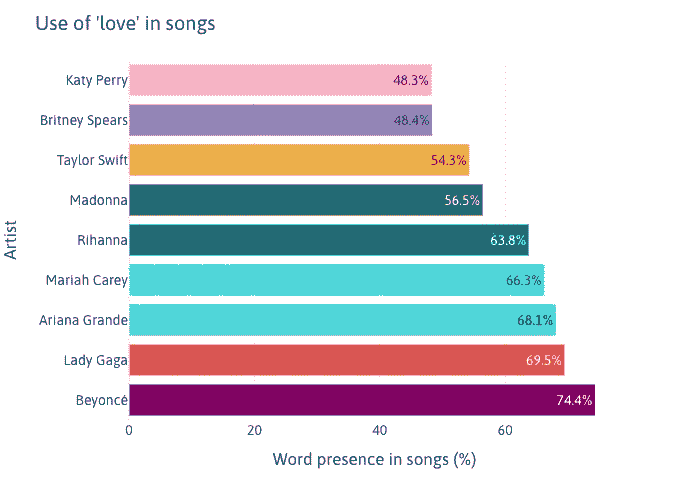 Use of 'love' in songs
Katy Perry 48.3%
Britney Spears 48.4%
Taylor Swift 54.3%
Madonna 56.5%
Rihanna 63.8%
Mariah Carey 66.3%
Ariana Grande 68.1%
Lady Gaga 69.5%
Beyoncé 74.4%
Artist
0 20 40 60
Word presence in songs (%)